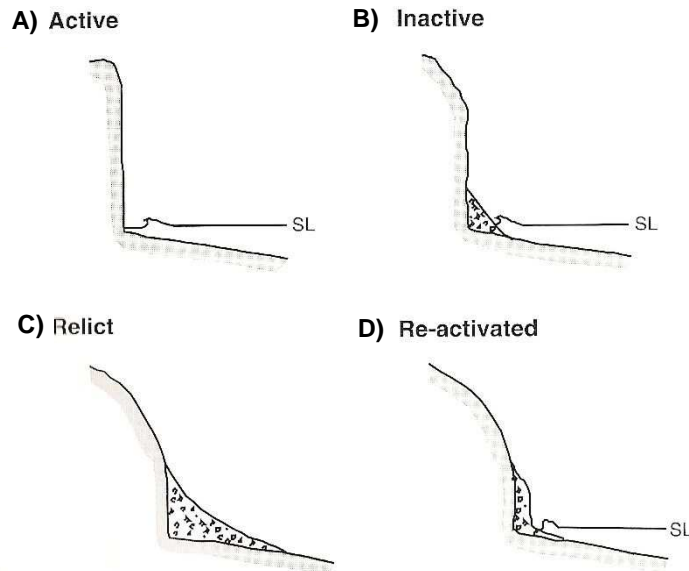 A) Active
B) Inactive
SL
SL
C) Relict
D) Re-activated
SL